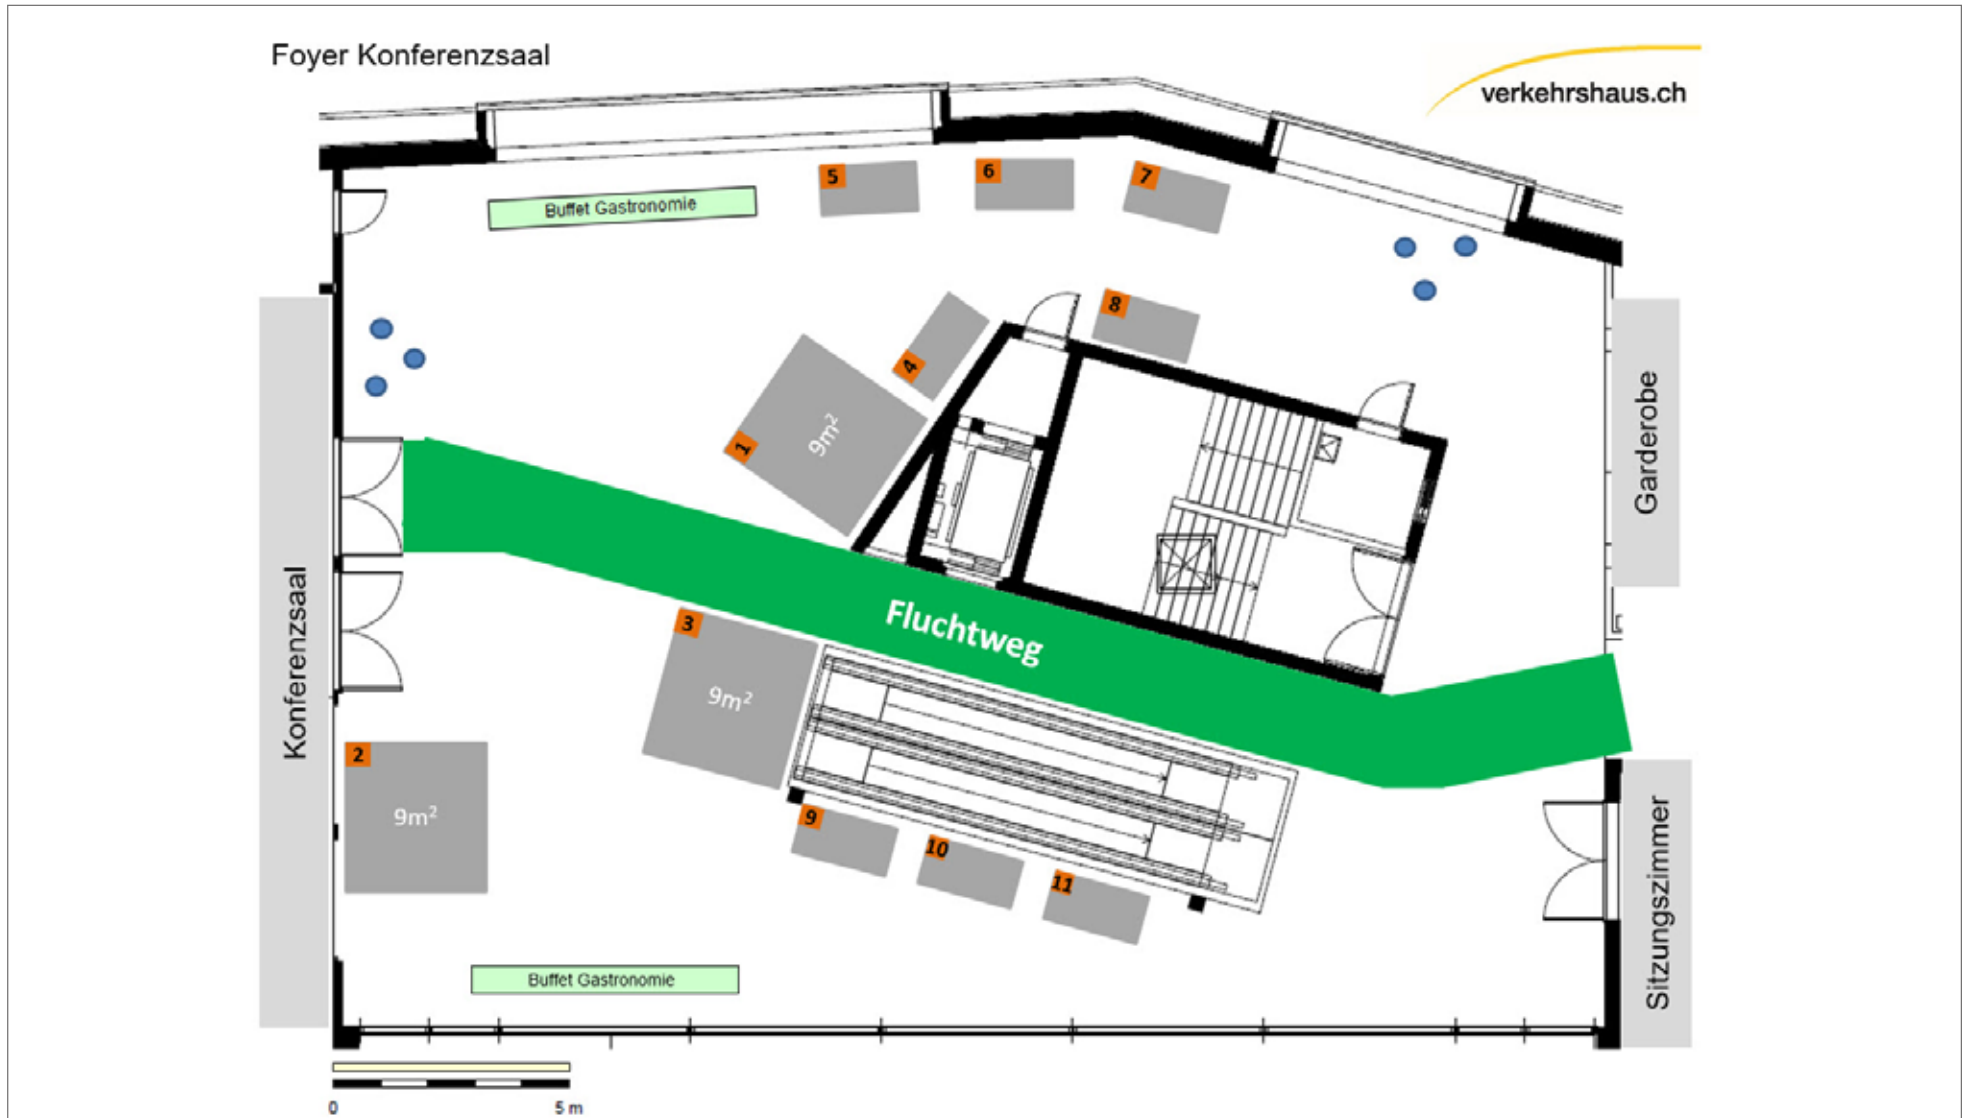 Foyer Konferenzsaal
verkehrshaus.ch
5
6
7
Buffet Gastronomie
8
4
1
9m²
Garderobe
Konferenzsaal
Fluchtweg
3
9m²
2
9m²
9
10
11
Sitzungszimmer
Buffet Gastronomie
0
5 m